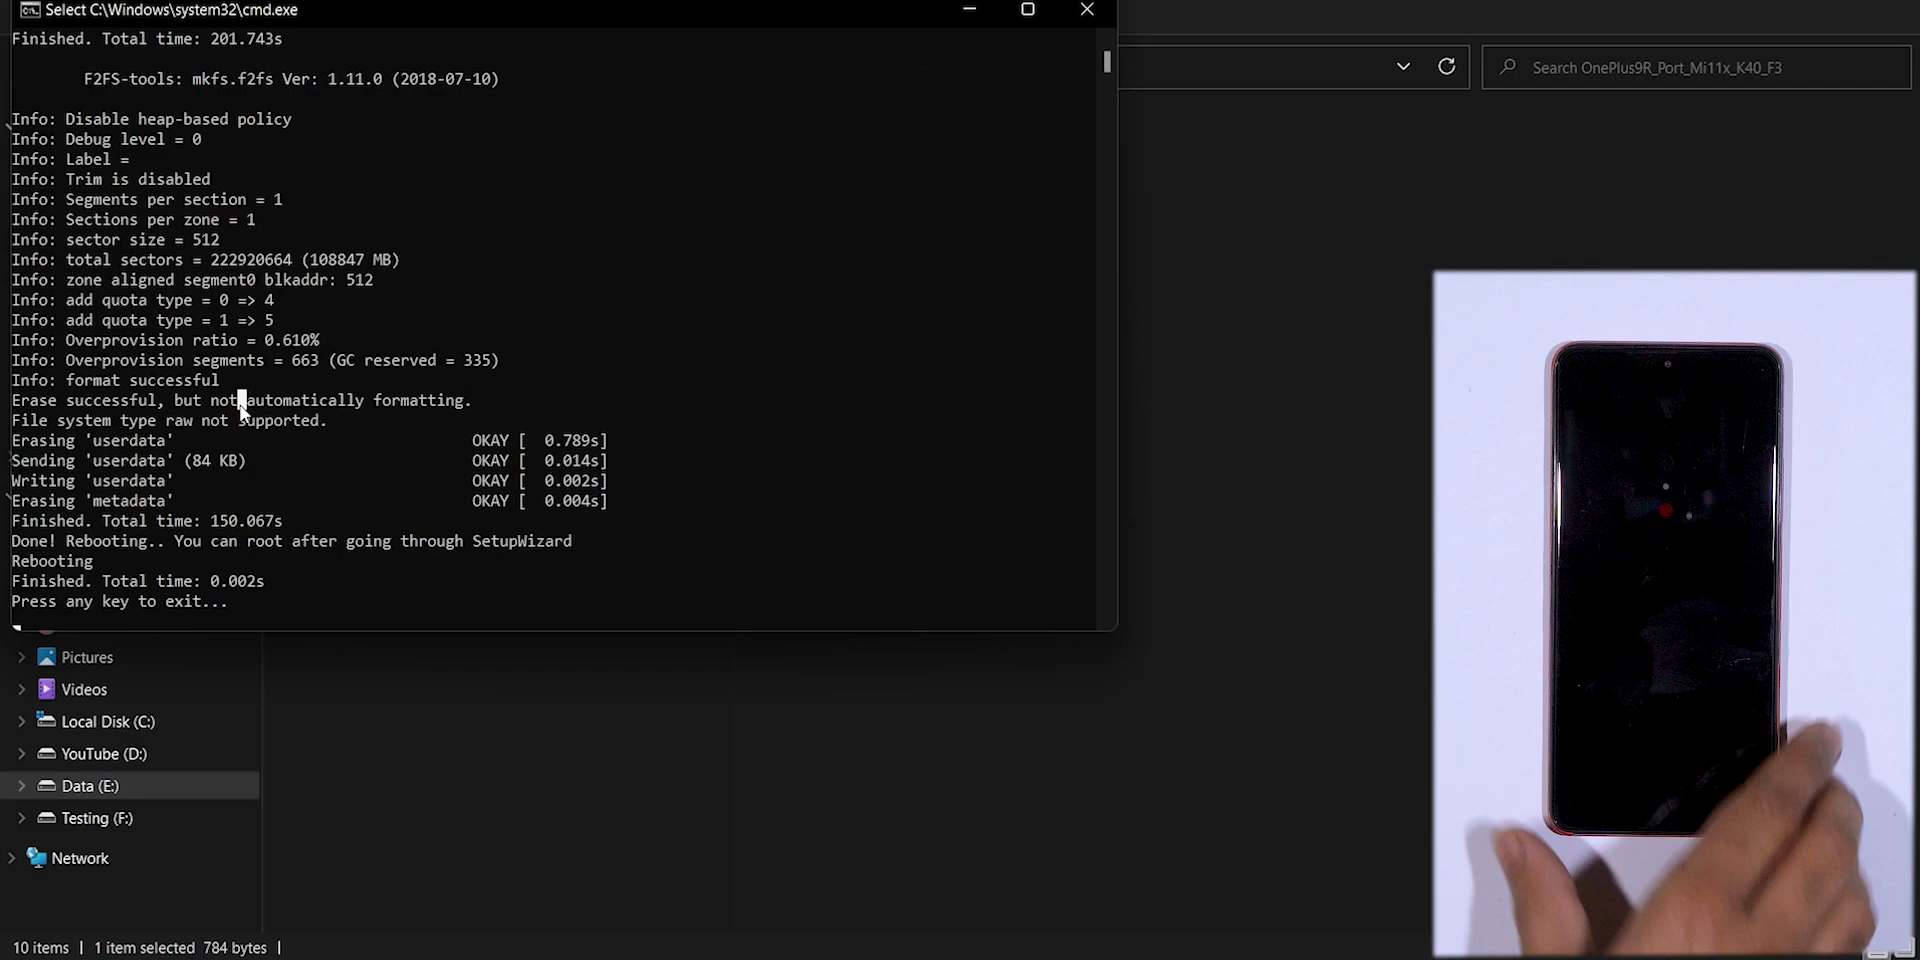 Select C:\Windows\system32\cmd.exe
Finished. Total time: 201.743s
F2FS-tools: mkfs.f2fs Ver: 1.11.0 (2018-07-10)
Info: Disable heap-based policy
Info: Debug level = 0
Info: Label =
Info: Trim is disabled
Info: Segments per section = 1
Info: Sections per zone = 1
Info: sector size = 512
Info: total sectors = 222920664 (108847 MB)
Info: zone aligned segment0 blkaddr: 512
Info: add quota type = 0 => 4
Info: add quota type = 1 => 5
Info: Overprovision ratio = 0.610%
Info: Overprovision segments = 663 (GC reserved = 335)
Info: format successful
Erase successful, but not automatically formatting.
File system type raw not supported.
Erasing 'userdata' OKAY [ 0.789s]
Sending 'userdata' (84 KB) OKAY [ 0.014s]
Writing 'userdata' OKAY [ 0.002s]
Erasing 'metadata' OKAY [ 0.004s]
Finished. Total time: 150.067s
Done! Rebooting.. You can root after going through SetupWizard
Rebooting
Finished. Total time: 0.002s
Press any key to exit...
Search OnePlus9R_Port_Mi11x_K40_F3
Pictures
Videos
Local Disk (C:)
YouTube (D:)
Data (E:)
Testing (F:)
Network
10 items | 1 item selected 784 bytes |